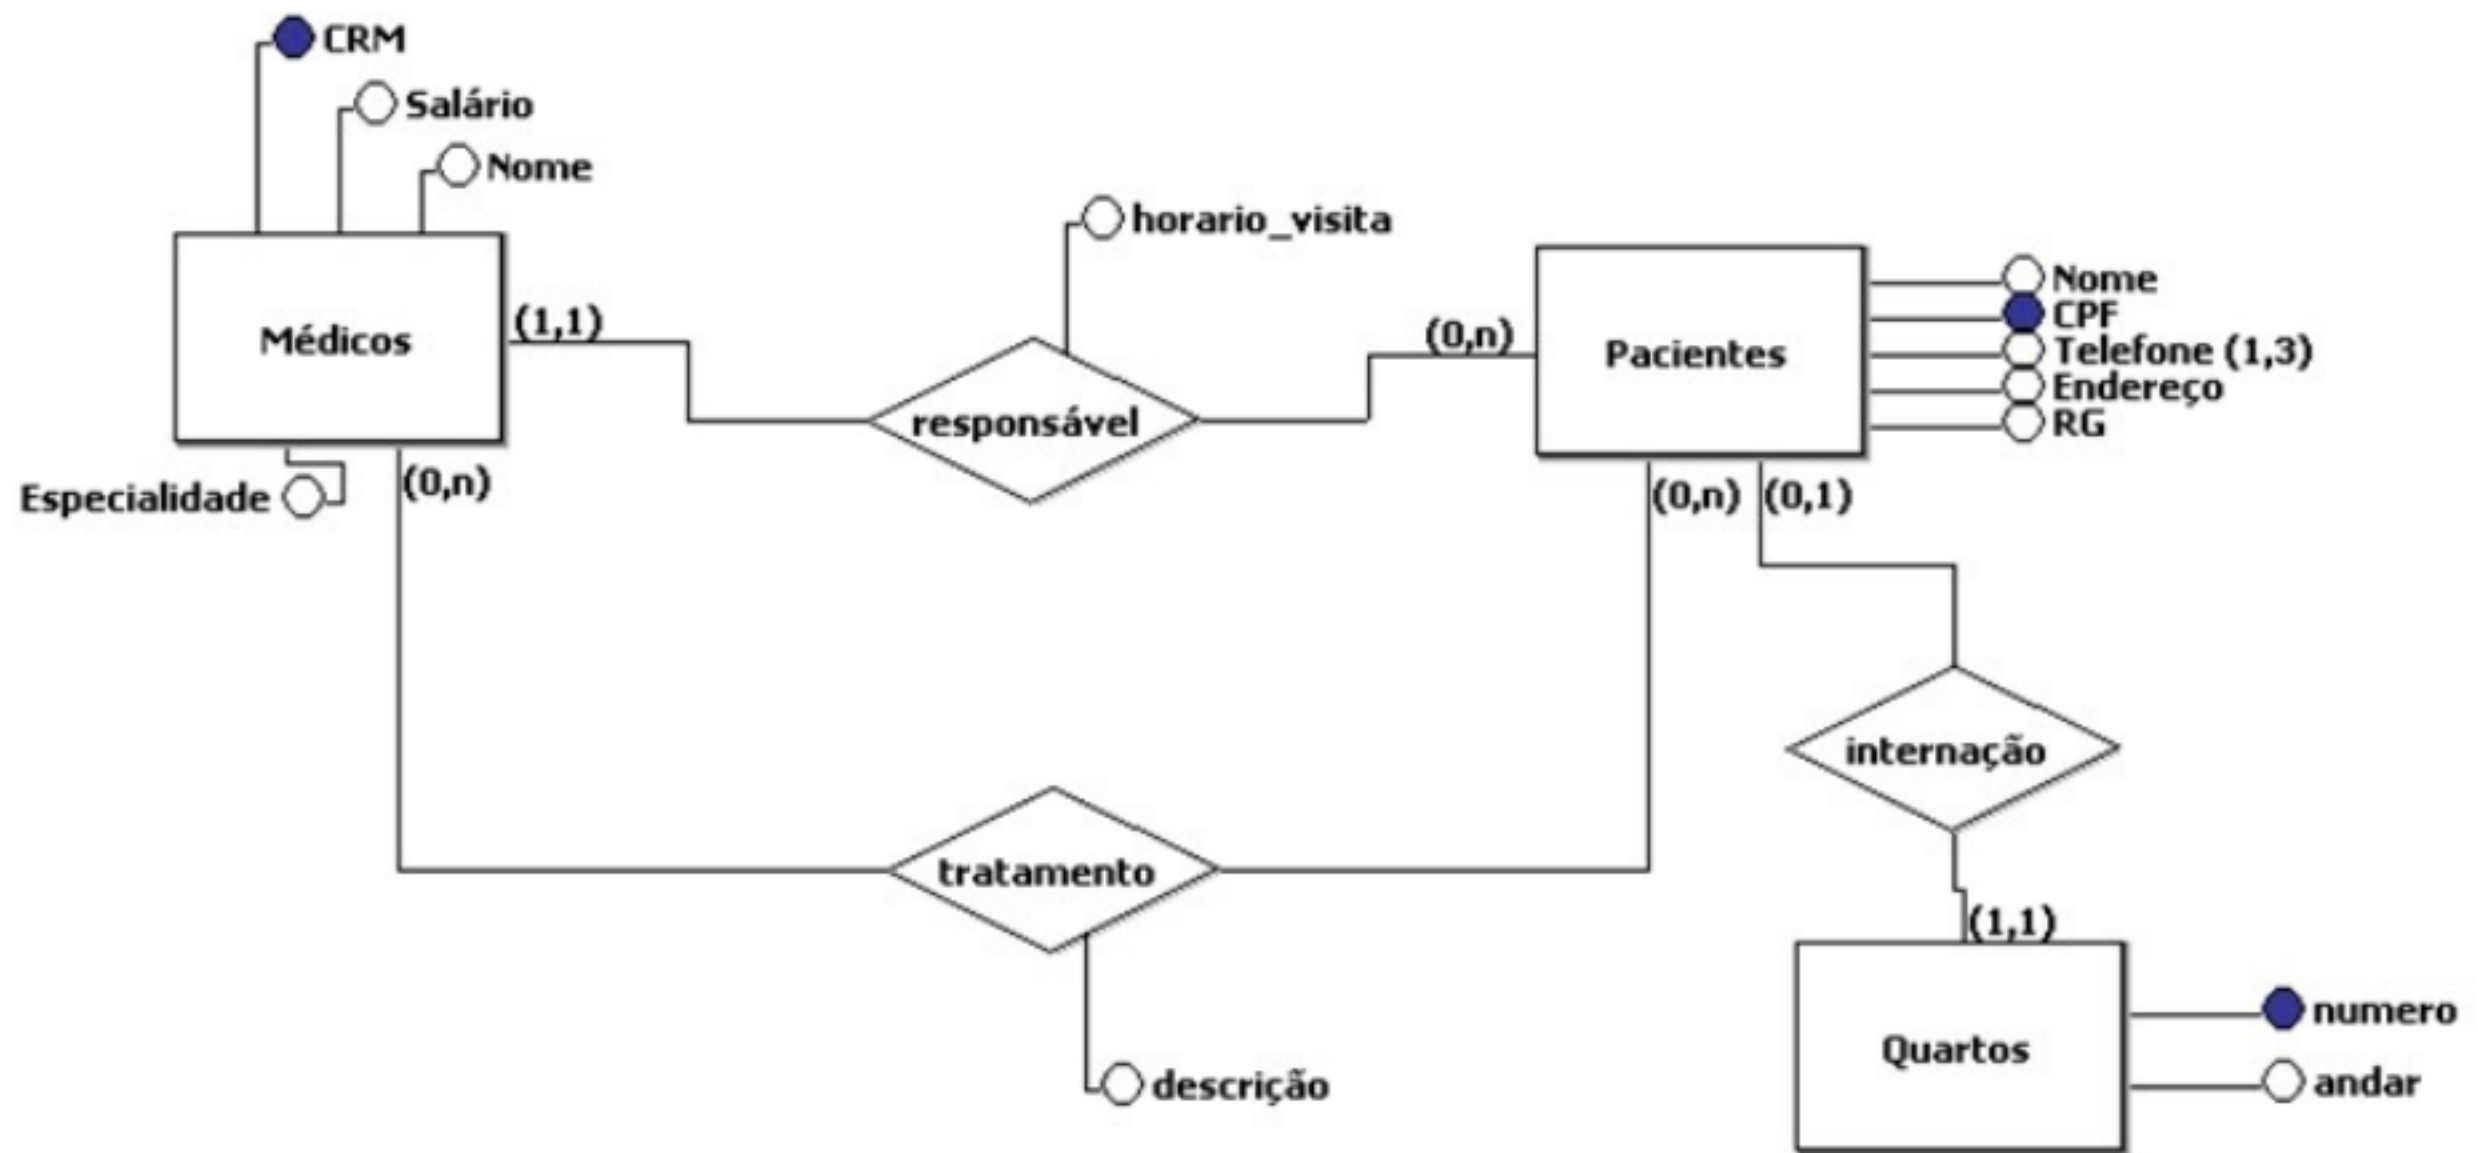 CRM
Salário
Nome
Médicos
Especialidade
(1,1)
(0,n)
horario_visita
responsável
(0,n)
Pacientes
Nome
CPF
Telefone (1,3)
Endereço
RG
(0,n)
(0,1)
internação
tratamento
descrição
(1,1)
Quartos
numero
andar